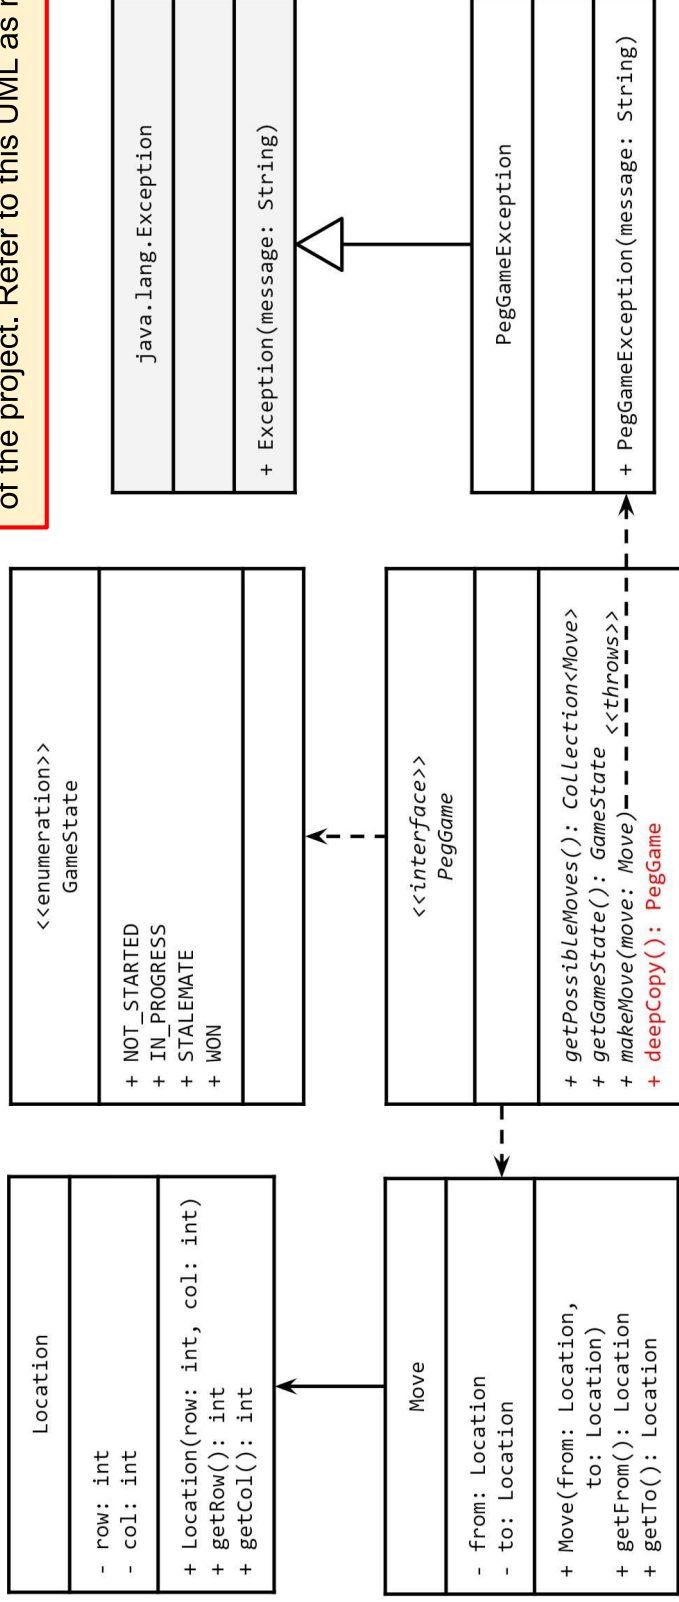 of the project. Refer to this UML as
Location
- row: int
- col: int
+ Location(row: int, col: int)
+ getRow(): int
+ getCol(): int
<<enumeration>>
GameState
+ NOT_STARTED
+ IN_PROGRESS
+ STALEMATE
+ WON
java.lang.Exception
+ Exception(message: String)
Move
- from: Location
- to: Location
+ Move(from: Location,
to: Location)
+ getFrom(): Location
+ getTo(): Location
<<interface>>
PegGame
+ getPossibleMoves(): Collection<Move>
+ getGameState(): GameState
<<throws>>
+ makeMove(move: Move)
+ deepCopy(): PegGame
PegGameException
+ PegGameException(message: String)